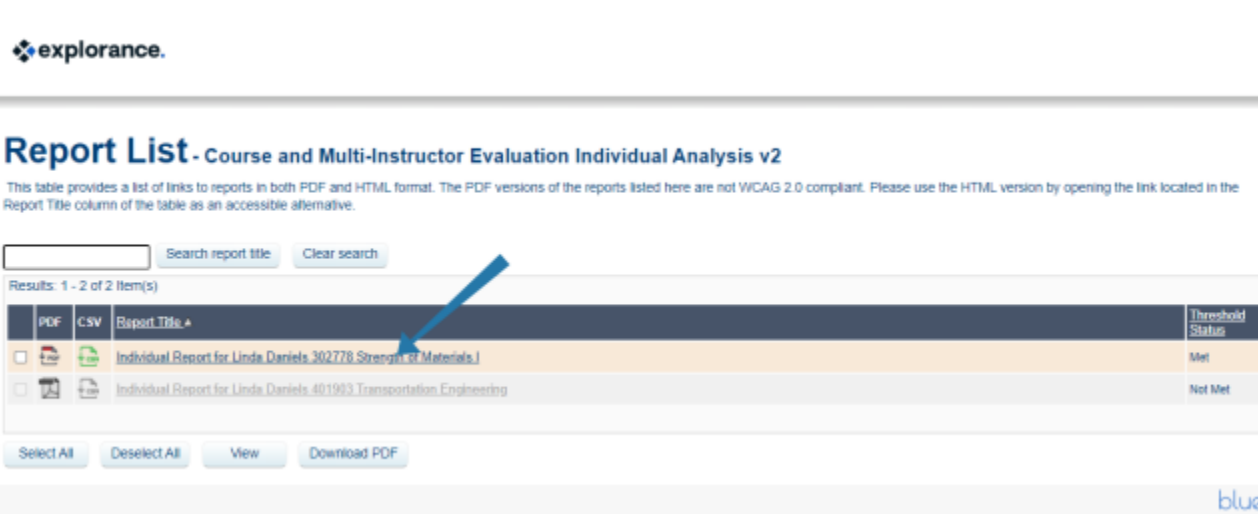 explorance.
Report List - Course and Multi-Instructor Evaluation Individual Analysis v2
This table provides a list of links to reports in both PDF and HTML format. The PDF versions of the reports listed here are not WCAG 2.0 compliant. Please use the HTML version by opening the link located in the
Report Title column of the table as an accessible alternative.
Search report title Clear search
Results: 1 - 2 of 2 Item(s)
PDF CSV Report Title Threshold
Status
Individual Report for Linda Daniels 302778 Strength of Materials I Met
Individual Report for Linda Daniels 401903 Transportation Engineering Not Met
Select All Deselect All View Download PDF
blue